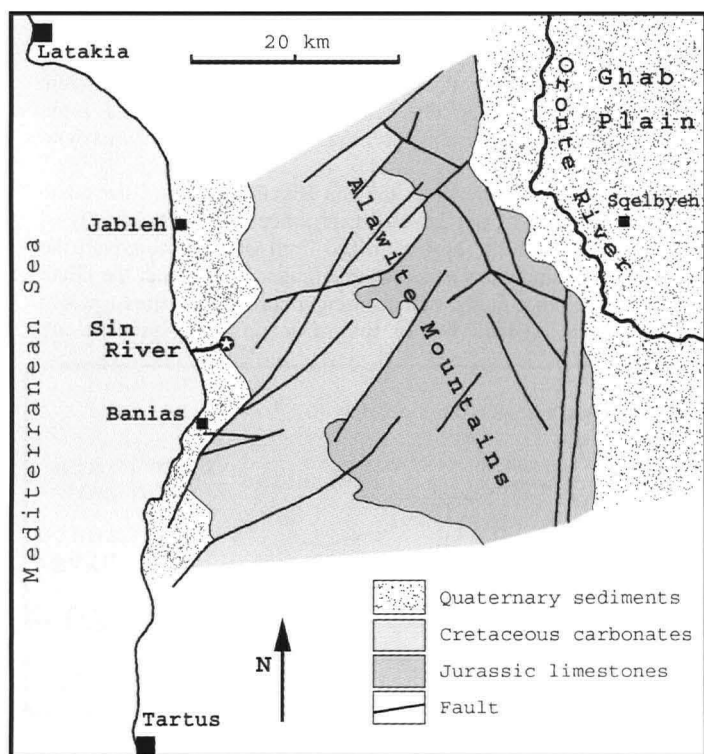 Latakia
20 km
Ghab
Plain
Oronte River
Sqelbyeh
Jableh
Alawite Mountains
Mediterranean Sea
Sin
River
Banias
Quaternary sediments
Cretaceous carbonates
Jurassic limestones
Fault
N
Tartus